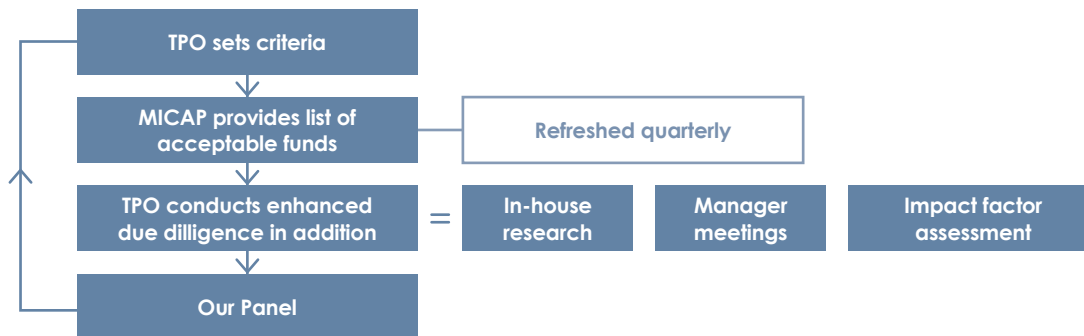 TPO sets criteria
MICAP provides list of
acceptable funds
Refreshed quarterly
TPO conducts enhanced
due dilligence in addition
=
In-house
research
Manager
meetings
Impact factor
assessment
Our Panel